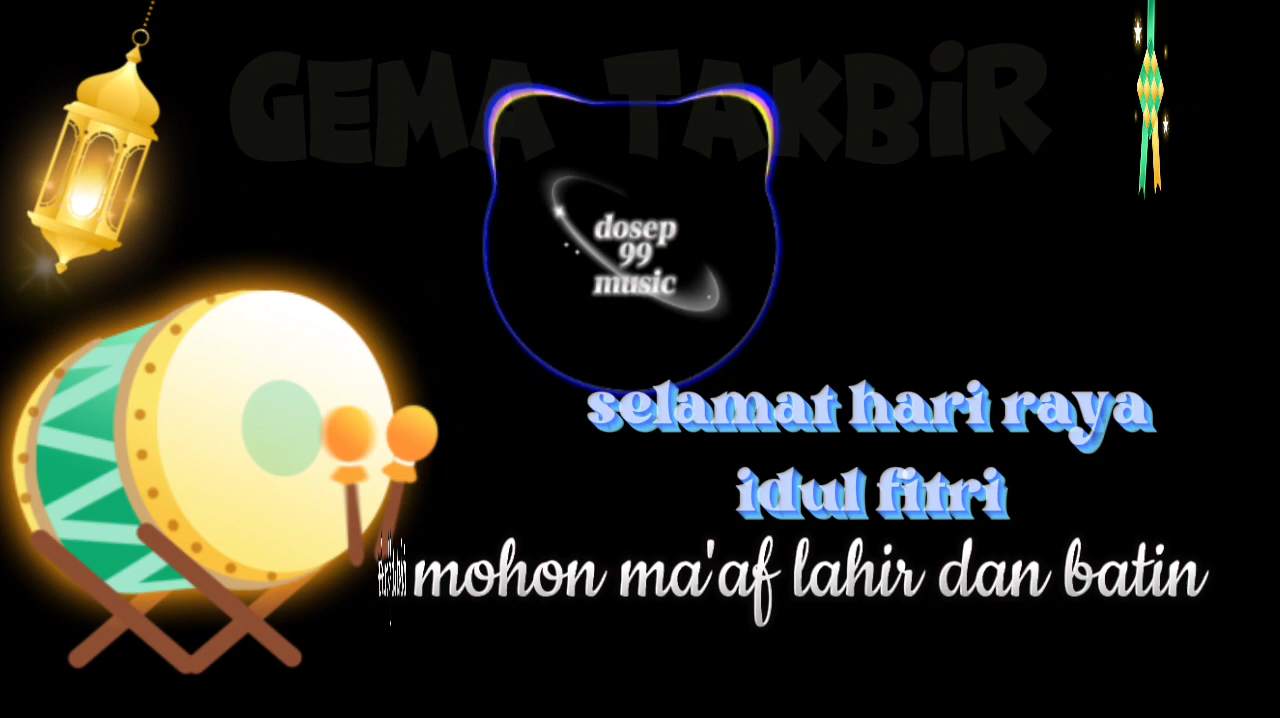 GEMA TAKBiR
dosep
99
music
selamat hari raya
idul fitri
mohon ma'af lahir dan batin